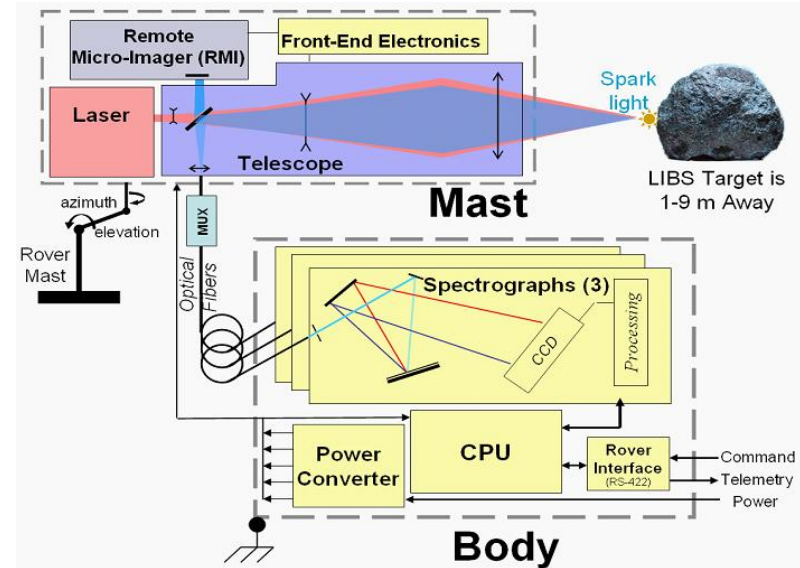 Remote
Micro-Imager (RMI)
Front-End Electronics
Laser
Telescope
Spark
light
LIBS Target is
1-9 m Away
Mast
azimuth
elevation
Rover
Mast
MUX
Optical
Fibers
Spectrographs (3)
CCD
Processing
Power
Converter
CPU
Rover
Interface
(RS-422)
Command
Telemetry
Power
Body